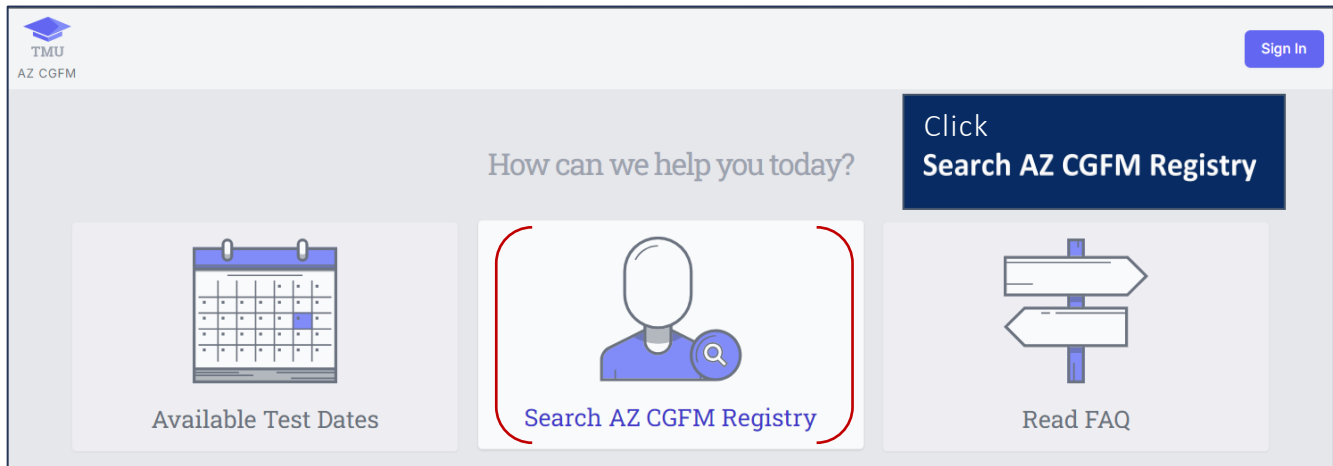 TMU
AZ CGFM
Sign In
Click
Search AZ CGFM Registry
How can we help you today?
Available Test Dates
Search AZ CGFM Registry
Read FAQ